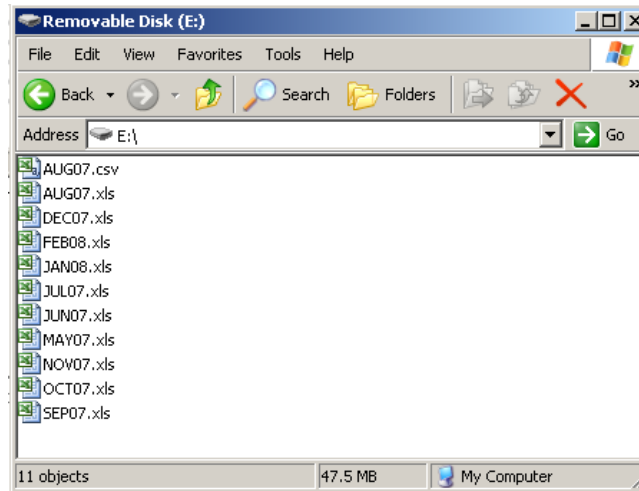 Removable Disk (E:)
File Edit View Favorites Tools Help
Back Search Folders »
Address E:\ Go
AUG07.csv
AUG07.xls
DEC07.xls
FEB08.xls
JAN08.xls
JUL07.xls
JUN07.xls
MAY07.xls
NOV07.xls
OCT07.xls
SEP07.xls
11 objects 47.5 MB My Computer